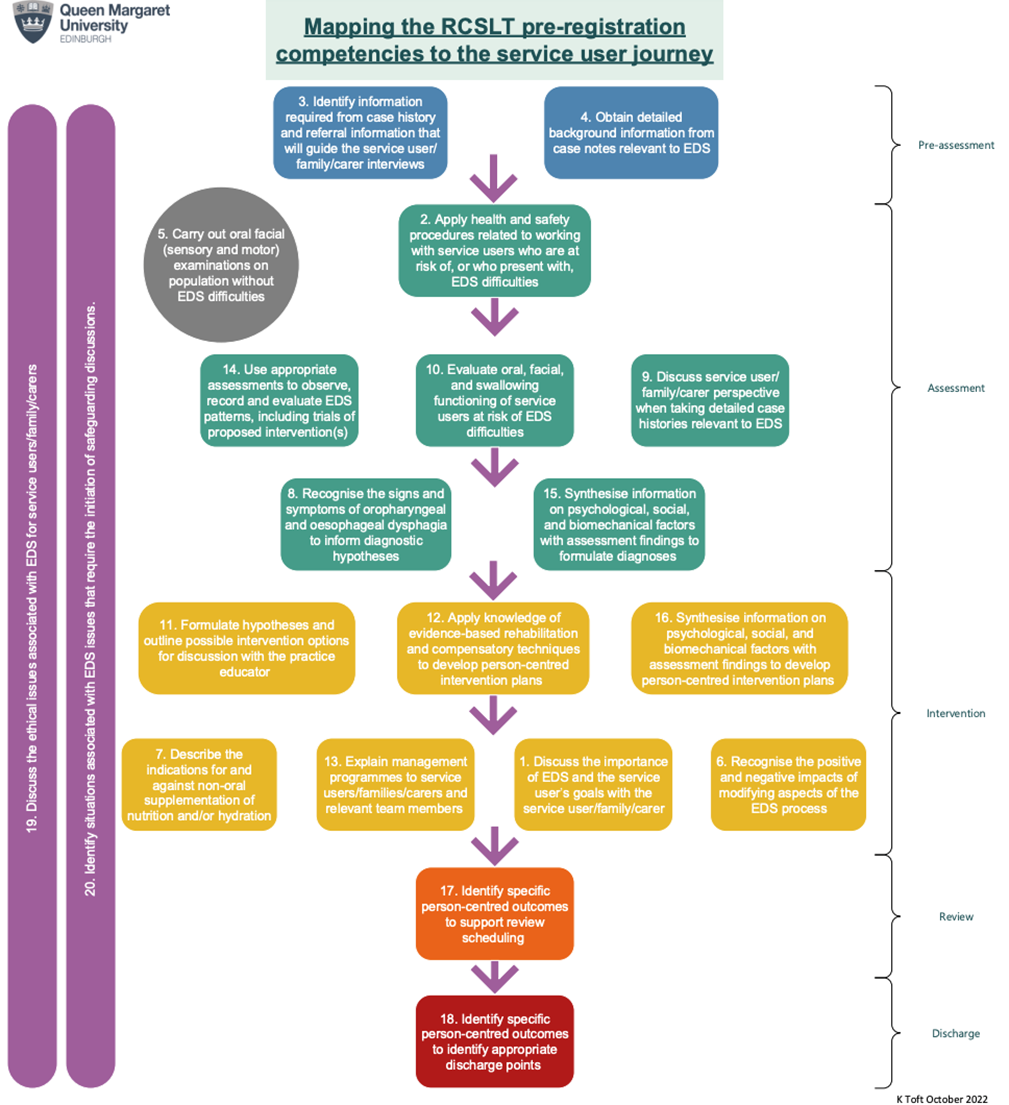 Queen Margaret
University
EDINBURGH
Mapping the RCSLT pre-registration
competencies to the service user journey
3. Identify information
required from case history
and referral information that
will guide the service user/
family/carer interviews
4. Obtain detailed
background information from
case notes relevant to EDS
Pre-assessment
5. Carry out oral facial
(sensory and motor)
examinations on
population without
EDS difficulties
2. Apply health and safety
procedures related to working
with service users who are at
risk of, or who present with,
EDS difficulties
14. Use appropriate
assessments to observe,
record and evaluate EDS
patterns, including trials of
proposed intervention(s)
10. Evaluate oral, facial,
and swallowing
functioning of service
users at risk of EDS
difficulties
9. Discuss service user/
family/carer perspective
when taking detailed case
histories relevant to EDS
Assessment
8. Recognise the signs and
symptoms of oropharyngeal
and oesophageal dysphagia
to inform diagnostic
hypotheses
15. Synthesise information
on psychological, social,
and biomechanical factors
with assessment findings to
formulate diagnoses
11. Formulate hypotheses and
outline possible intervention options
for discussion with the practice
educator
12. Apply knowledge of
evidence-based rehabilitation
and compensatory techniques
to develop person-centred
intervention plans
16. Synthesise information on
psychological, social, and
biomechanical factors with
assessment findings to develop
person-centred intervention plans
Intervention
7. Describe the
indications for and
against non-oral
supplementation of
nutrition and/or hydration
13. Explain management
programmes to service
users/families/carers and
relevant team members
1. Discuss the importance
of EDS and the service
user's goals with the
service user/family/carer
6. Recognise the positive
and negative impacts of
modifying aspects of the
EDS process
17. Identify specific
person-centred outcomes
to support review
scheduling
Review
18. Identify specific
person-centred outcomes
to identify appropriate
discharge points
Discharge
19. Discuss the ethical issues associated with EDS for service users/family/carers
20. Identify situations associated with EDS issues that require the initiation of safeguarding discussions.
K Toft October 2022